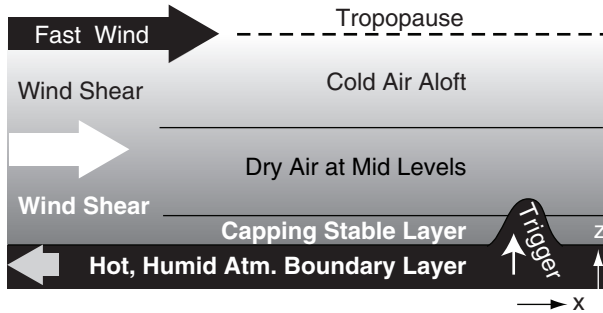 Tropopause
Fast Wind
Cold Air Aloft
Wind Shear
Dry Air at Mid Levels
Wind Shear
Capping Stable Layer
Trigger
z
Hot, Humid Atm. Boundary Layer
x